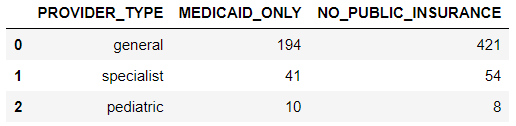 PROVIDER_TYPE MEDICAID_ONLY NO_PUBLIC_INSURANCE
0 general 194 421
1 specialist 41 54
2 pediatric 10 8